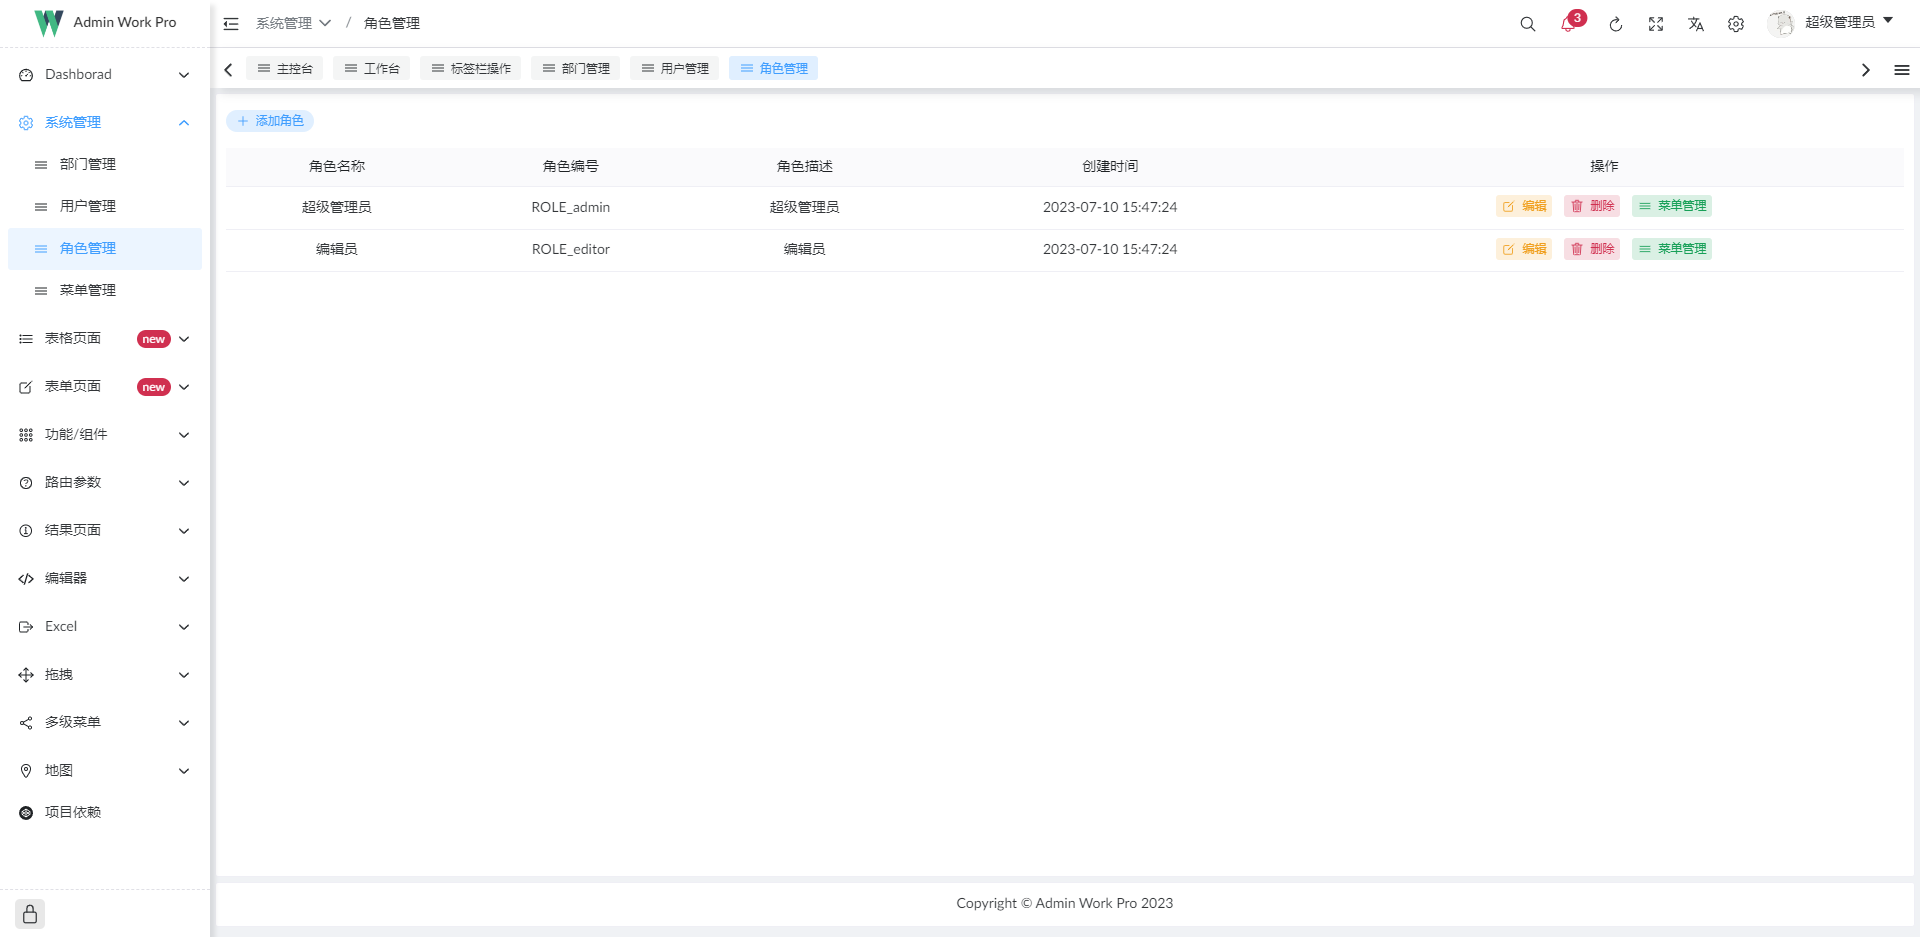 Admin Work Pro
系统管理 / 角色管理
3
超级管理员
主控台 工作台 标签栏操作 部门管理 用户管理 角色管理
Dashborad
系统管理
部门管理
用户管理
角色管理
菜单管理
表格页面 new
表单页面 new
功能/组件
路由参数
结果页面
编辑器
Excel
拖拽
多级菜单
地图
项目依赖
添加角色
角色名称 角色编号 角色描述 创建时间 操作
超级管理员 ROLE_admin 超级管理员 2023-07-10 15:47:24 编辑 删除 菜单管理
编辑员 ROLE_editor 编辑员 2023-07-10 15:47:24 编辑 删除 菜单管理
Copyright © Admin Work Pro 2023